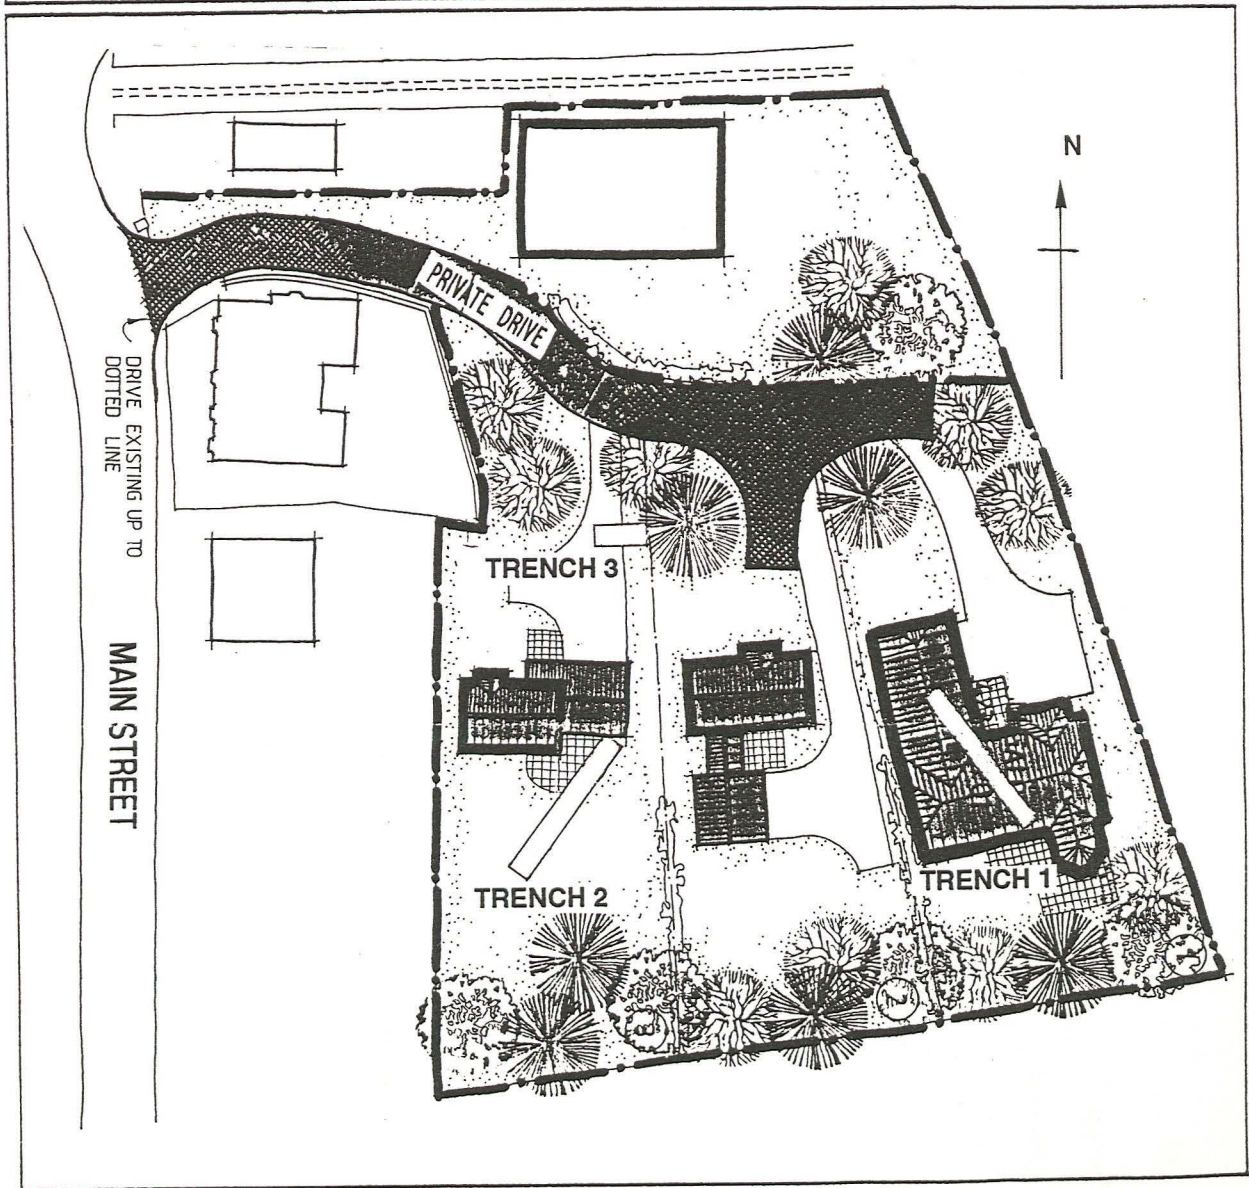 N
PRIVATE DRIVE
DRIVE EXISTING UP TO
DOTTED LINE
TRENCH 3
MAIN STREET
TRENCH 1
TRENCH 2